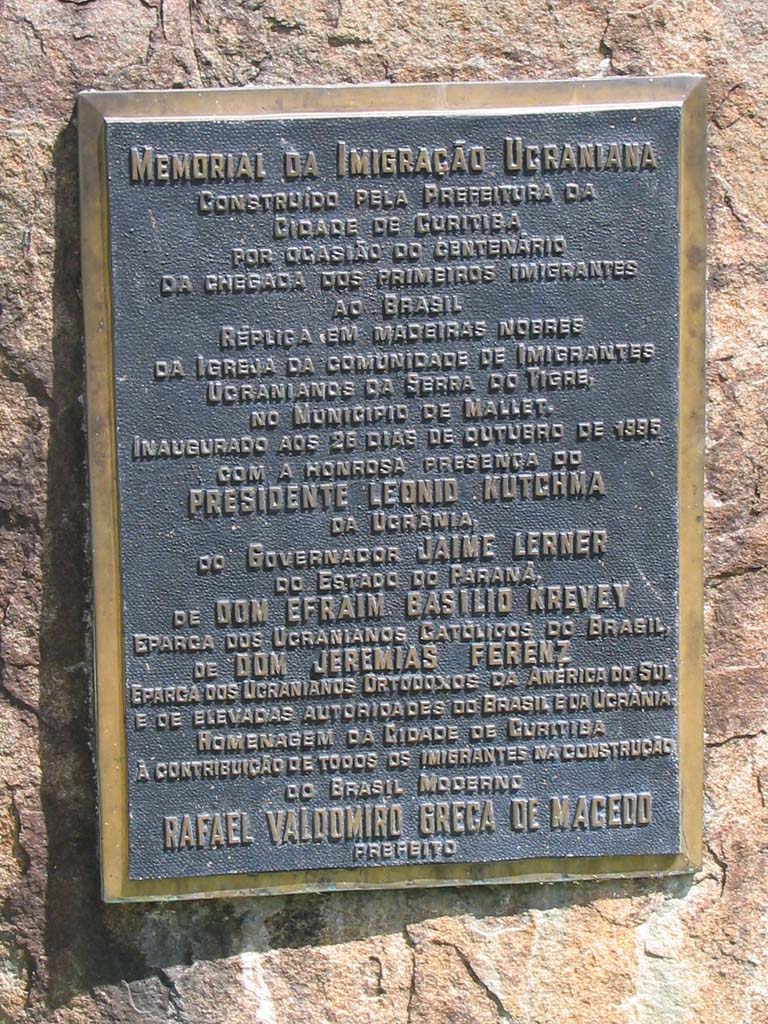 Memorial da Imigração Ucraniana
Construído pela Prefeitura da
Cidade de Curitiba
por ocasião do centenário
da chegada dos primeiros imigrantes
ao Brasil
Réplica em madeiras nobres
da Igreja da comunidade de Imigrantes
Ucranianos da Serra do Tigre,
no Município de Mallet.
Inaugurado aos 26 dias de outubro de 1995
com a honrosa presença do
PRESIDENTE LEONID KUTCHMA
da Ucrânia,
do Governador JAIME LERNER
do Estado do Paraná,
de DOM EFRAIM BASÍLIO KREVEY
Eparca dos Ucranianos Católicos do Brasil,
de DOM JEREMIAS FERENZ
Eparca dos Ucranianos Ortodoxos da América do Sul
e de elevadas autoridades do Brasil e da Ucrânia.
Homenagem da Cidade de Curitiba
à contribuição de todos os imigrantes na construção
do Brasil Moderno
RAFAEL VALDOMIRO GRECA DE MACEDO
prefeito